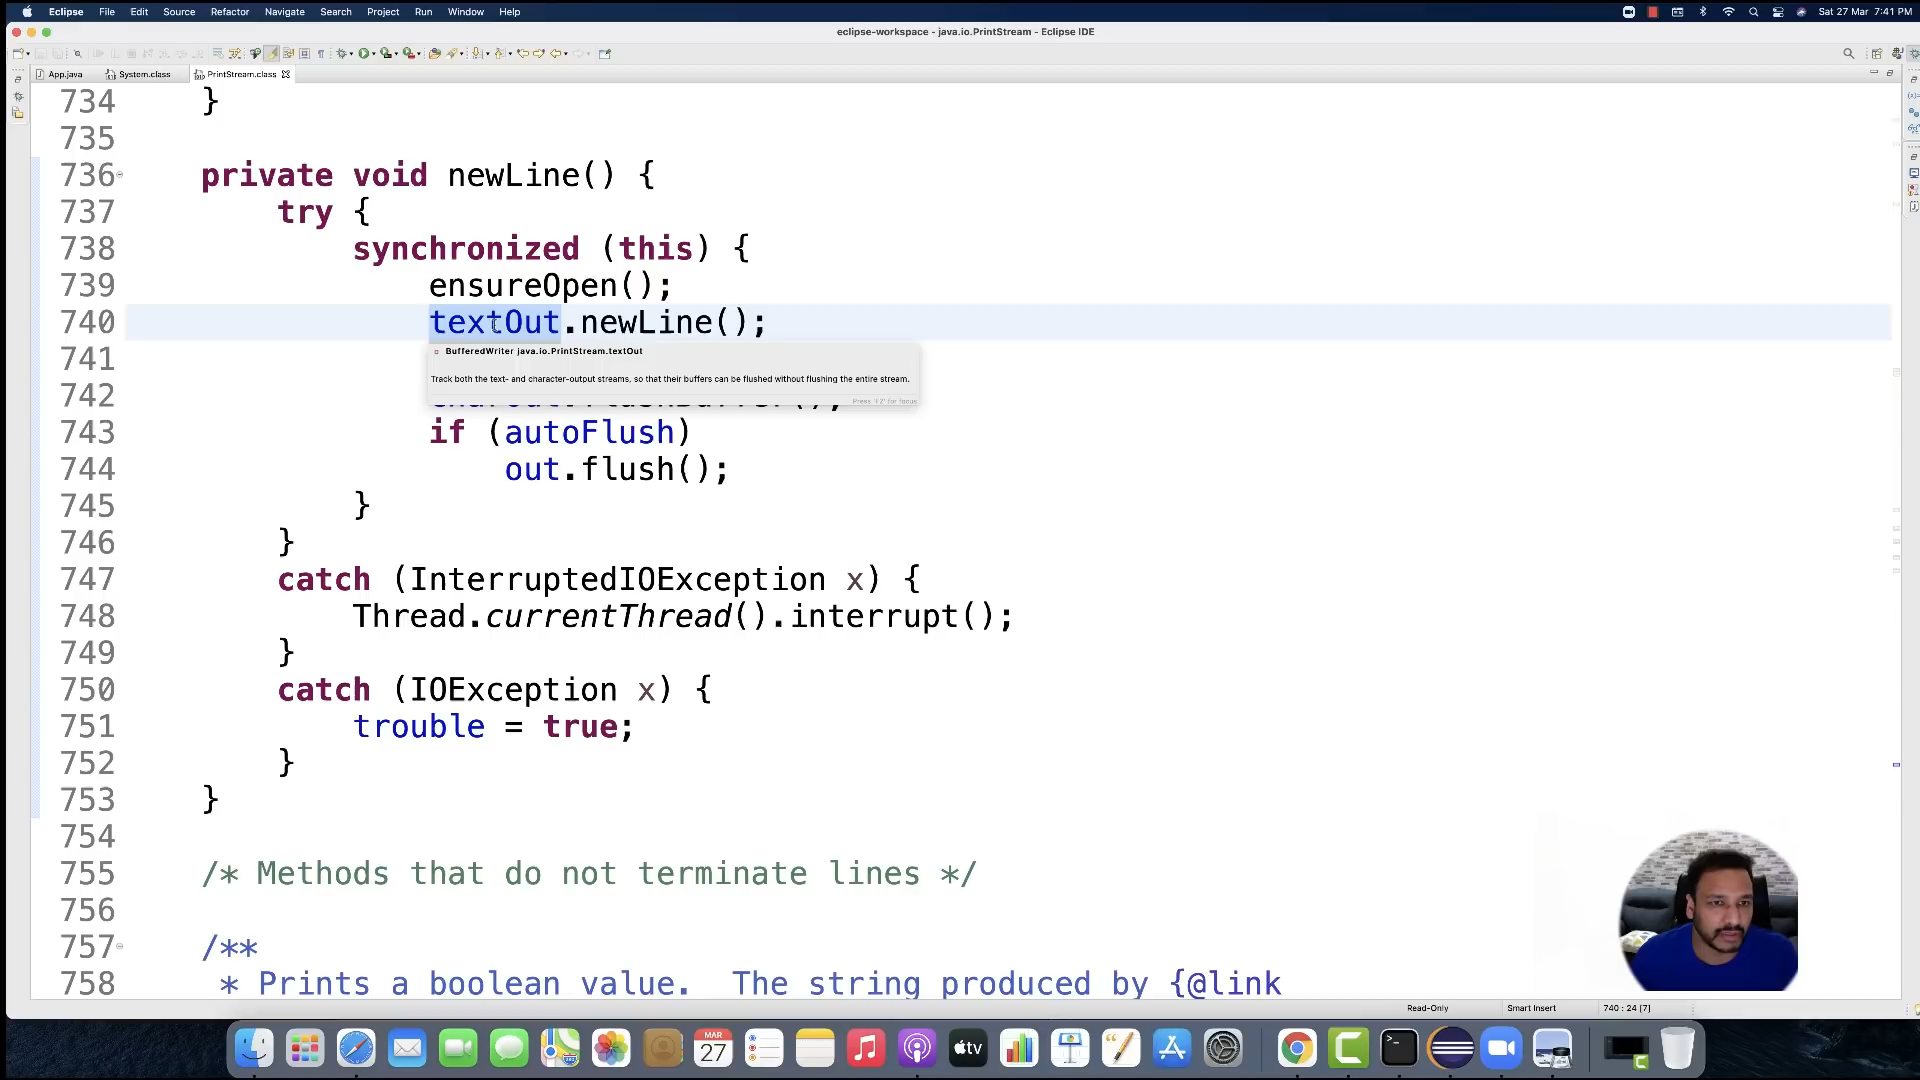 Eclipse File Edit Source Refactor Navigate Search Project Run Window Help
Sat 27 Mar 7:41 PM
eclipse-workspace - java.io.PrintStream - Eclipse IDE
App.java System.class PrintStream.class
734 }
735
736 private void newLine() {
737 try {
738 synchronized (this) {
739 ensureOpen();
740 textOut.newLine();
741
BufferedWriter java.io.PrintStream.textOut
Track both the text- and character-output streams, so that their buffers can be flushed without flushing the entire stream.
742
743 if (autoFlush)
744 out.flush();
745 }
746 }
747 catch (InterruptedIOException x) {
748 Thread.currentThread().interrupt();
749 }
750 catch (IOException x) {
751 trouble = true;
752 }
753 }
754
755 /* Methods that do not terminate lines */
756
757 /**
758 * Prints a boolean value. The string produced by {@link
Read-Only Smart Insert 740 : 24 [7]
MAR
27
tv